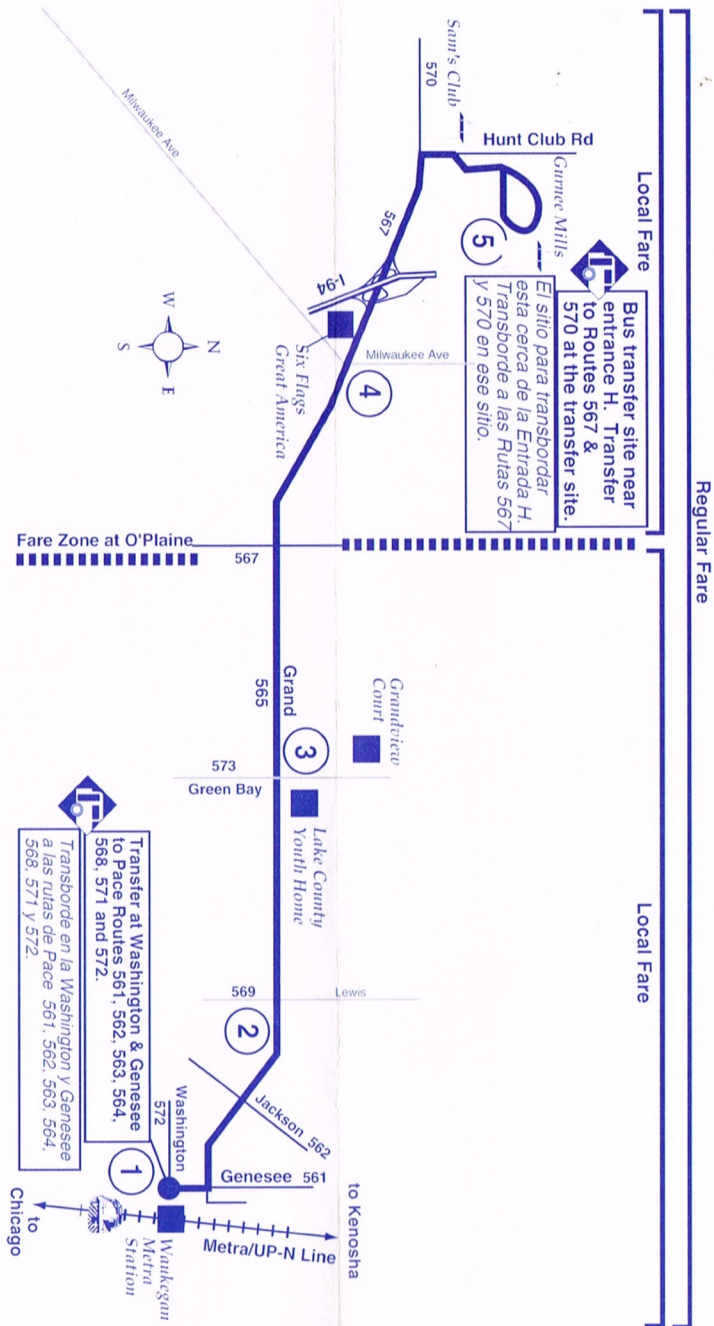 Regular Fare
Local Fare
Local Fare
Sam's Club
570
Hunt Club Rd
Gurnee Mills
5
Bus transfer site near
entrance H. Transfer
to Routes 567 &
570 at the transfer site.
El sitio para transbordar
esta cerca de la Entrada H.
Transborde a las Rutas 567
y 570 en ese sitio.
Milwaukee Ave
567
I-94
Six Flags
Great America
Milwaukee Ave
4
N
W
E
S
Fare Zone at O'Plaine
567
Grand
565
Grandview
Court
3
573
Green Bay
Lake County
Youth Home
569
Lewis
2
Jackson 562
Washington
572
Genesee 561
1
Transfer at Washington & Genesee
to Pace Routes 561, 562, 563, 564,
568, 571 and 572.
Transborde en la Washington y Genesee
a las rutas de Pace 561, 562, 563, 564,
568, 571 y 572.
to Kenosha
Metra/UP-N Line
Waukegan
Metra
Station
to
Chicago